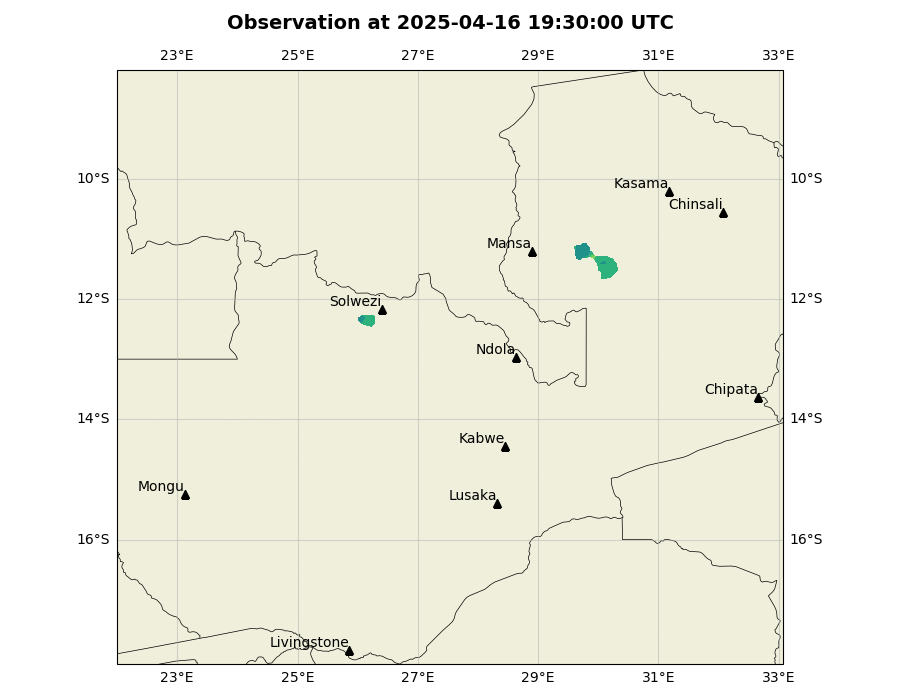 Observation at 2025-04-16 19:30:00 UTC
23°E 25°E 27°E 29°E 31°E 33°E
10°S 10°S
Kasama
Chinsali
Mansa
12°S 12°S
Solwezi
Ndola
Chipata
14°S 14°S
Kabwe
Mongu
Lusaka
16°S 16°S
Livingstone
23°E 25°E 27°E 29°E 31°E 33°E